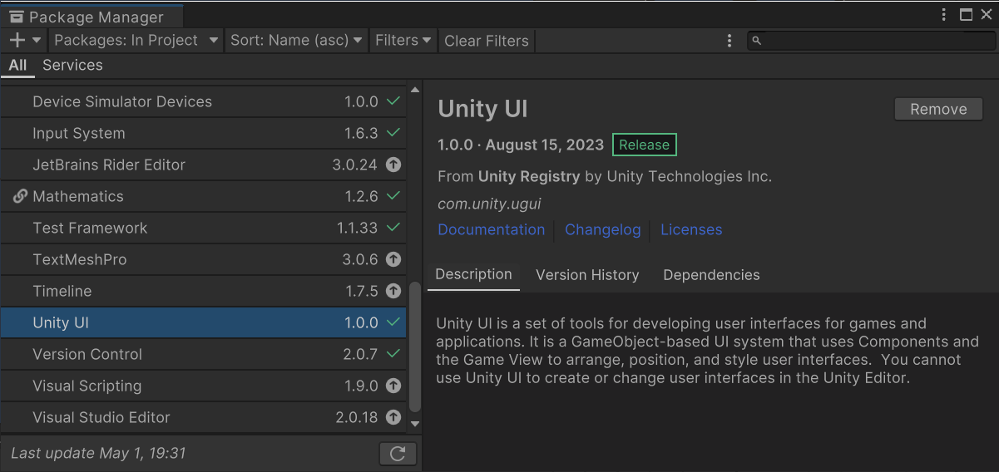 Package Manager
Packages: In Project Sort: Name (asc) Filters Clear Filters
All Services
Device Simulator Devices 1.0.0
Input System 1.6.3
JetBrains Rider Editor 3.0.24
Mathematics 1.2.6
Test Framework 1.1.33
TextMeshPro 3.0.6
Timeline 1.7.5
Unity UI 1.0.0
Version Control 2.0.7
Visual Scripting 1.9.0
Visual Studio Editor 2.0.18
Last update May 1, 19:31
Unity UI
Remove
1.0.0 · August 15, 2023 Release
From Unity Registry by Unity Technologies Inc.
com.unity.ugui
Documentation Changelog Licenses
Description Version History Dependencies
Unity UI is a set of tools for developing user interfaces for games and
applications. It is a GameObject-based UI system that uses Components and
the Game View to arrange, position, and style user interfaces.  You cannot
use Unity UI to create or change user interfaces in the Unity Editor.